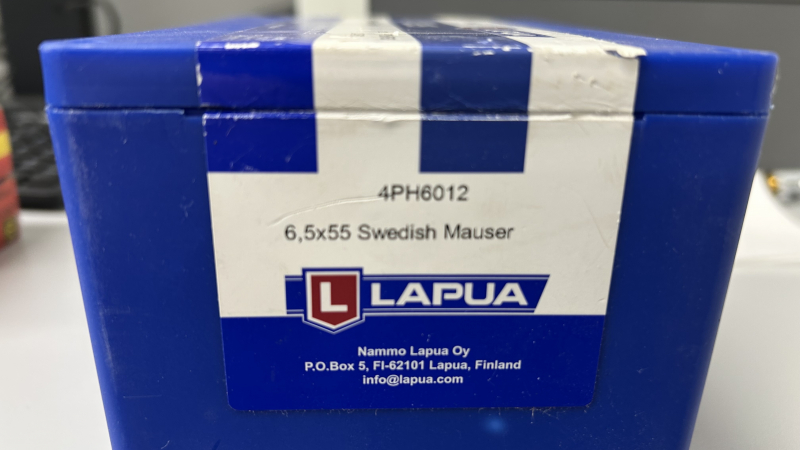 4PH6012
6,5x55 Swedish Mauser
L LAPUA
Nammo Lapua Oy
P.O.Box 5, FI-62101 Lapua, Finland
info@lapua.com